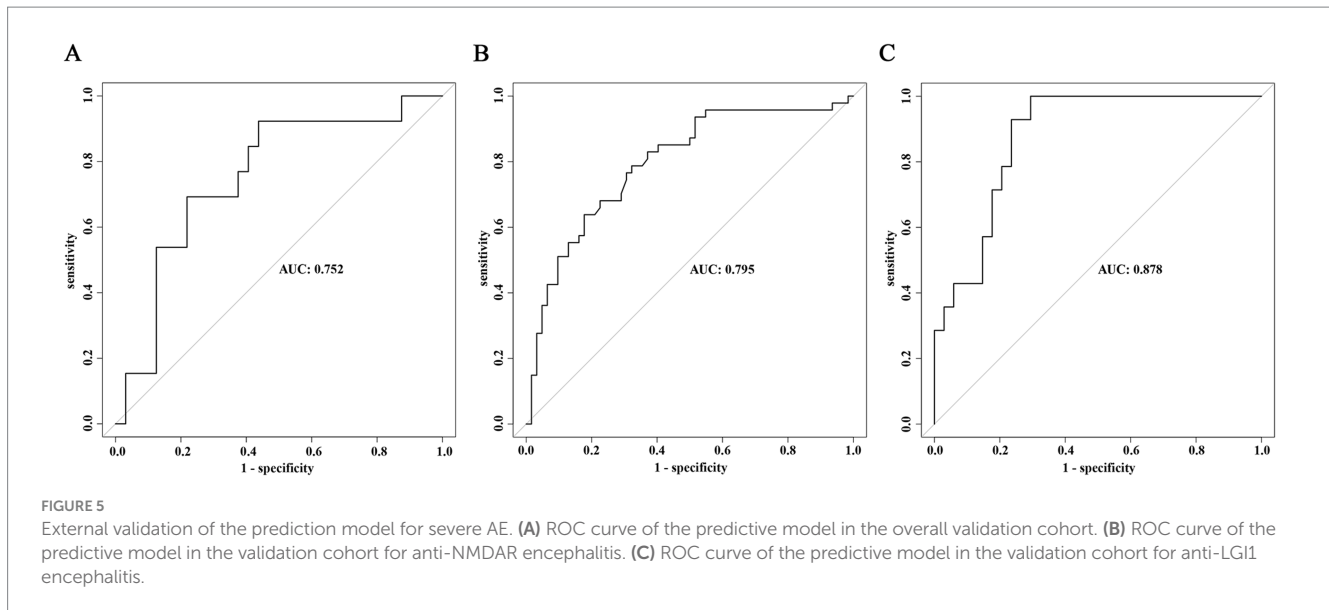 A
B
C
1.0
0.8
0.6
0.4
0.2
0.0
sensitivity
AUC: 0.752
0.0 0.2 0.4 0.6 0.8 1.0
1 - specificity
1.0
0.8
0.6
0.4
0.2
0.0
sensitivity
AUC: 0.795
0.0 0.2 0.4 0.6 0.8 1.0
1 - specificity
1.0
0.8
0.6
0.4
0.2
0.0
sensitivity
AUC: 0.878
0.0 0.2 0.4 0.6 0.8 1.0
1 - specificity
FIGURE 5
External validation of the prediction model for severe AE. (A) ROC curve of the predictive model in the overall validation cohort. (B) ROC curve of the
predictive model in the validation cohort for anti-NMDAR encephalitis. (C) ROC curve of the predictive model in the validation cohort for anti-LGI1
encephalitis.